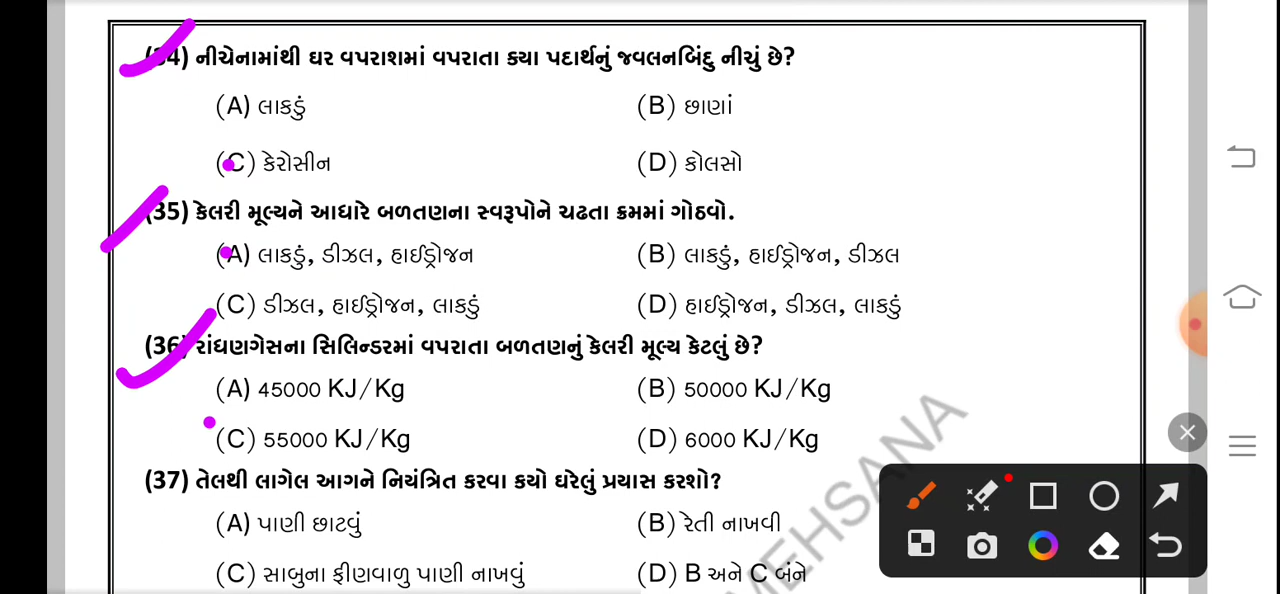 (34) નીચેનામાંથી ઘર વપરાશમાં વપરાતા ક્યા પદાર્થનું જ્વલનબિંદુ નીચું છે?
(A) લાકડું (B) છાણાં
(C) કેરોસીન (D) કોલસો
(35) કેલરી મૂલ્યને આધારે બળતણના સ્વરૂપોને ચઢતા ક્રમમાં ગોઠવો.
(A) લાકડું, ડીઝલ, હાઈડ્રોજન (B) લાકડું, હાઈડ્રોજન, ડીઝલ
(C) ડીઝલ, હાઈડ્રોજન, લાકડું (D) હાઈડ્રોજન, ડીઝલ, લાકડું
(36) રાંધણગેસના સિલિન્ડરમાં વપરાતા બળતણનું કેલરી મૂલ્ય કેટલું છે?
(A) 45000 KJ/Kg (B) 50000 KJ/Kg
(C) 55000 KJ/Kg (D) 6000 KJ/Kg
(37) તેલથી લાગેલ આગને નિયંત્રિત કરવા કયો ઘરેલું પ્રયાસ કરશો?
(A) પાણી છાટવું (B) રેતી નાખવી
(C) સાબુના ફીણવાળુ પાણી નાખવું (D) B અને C બંને
MEHSANA